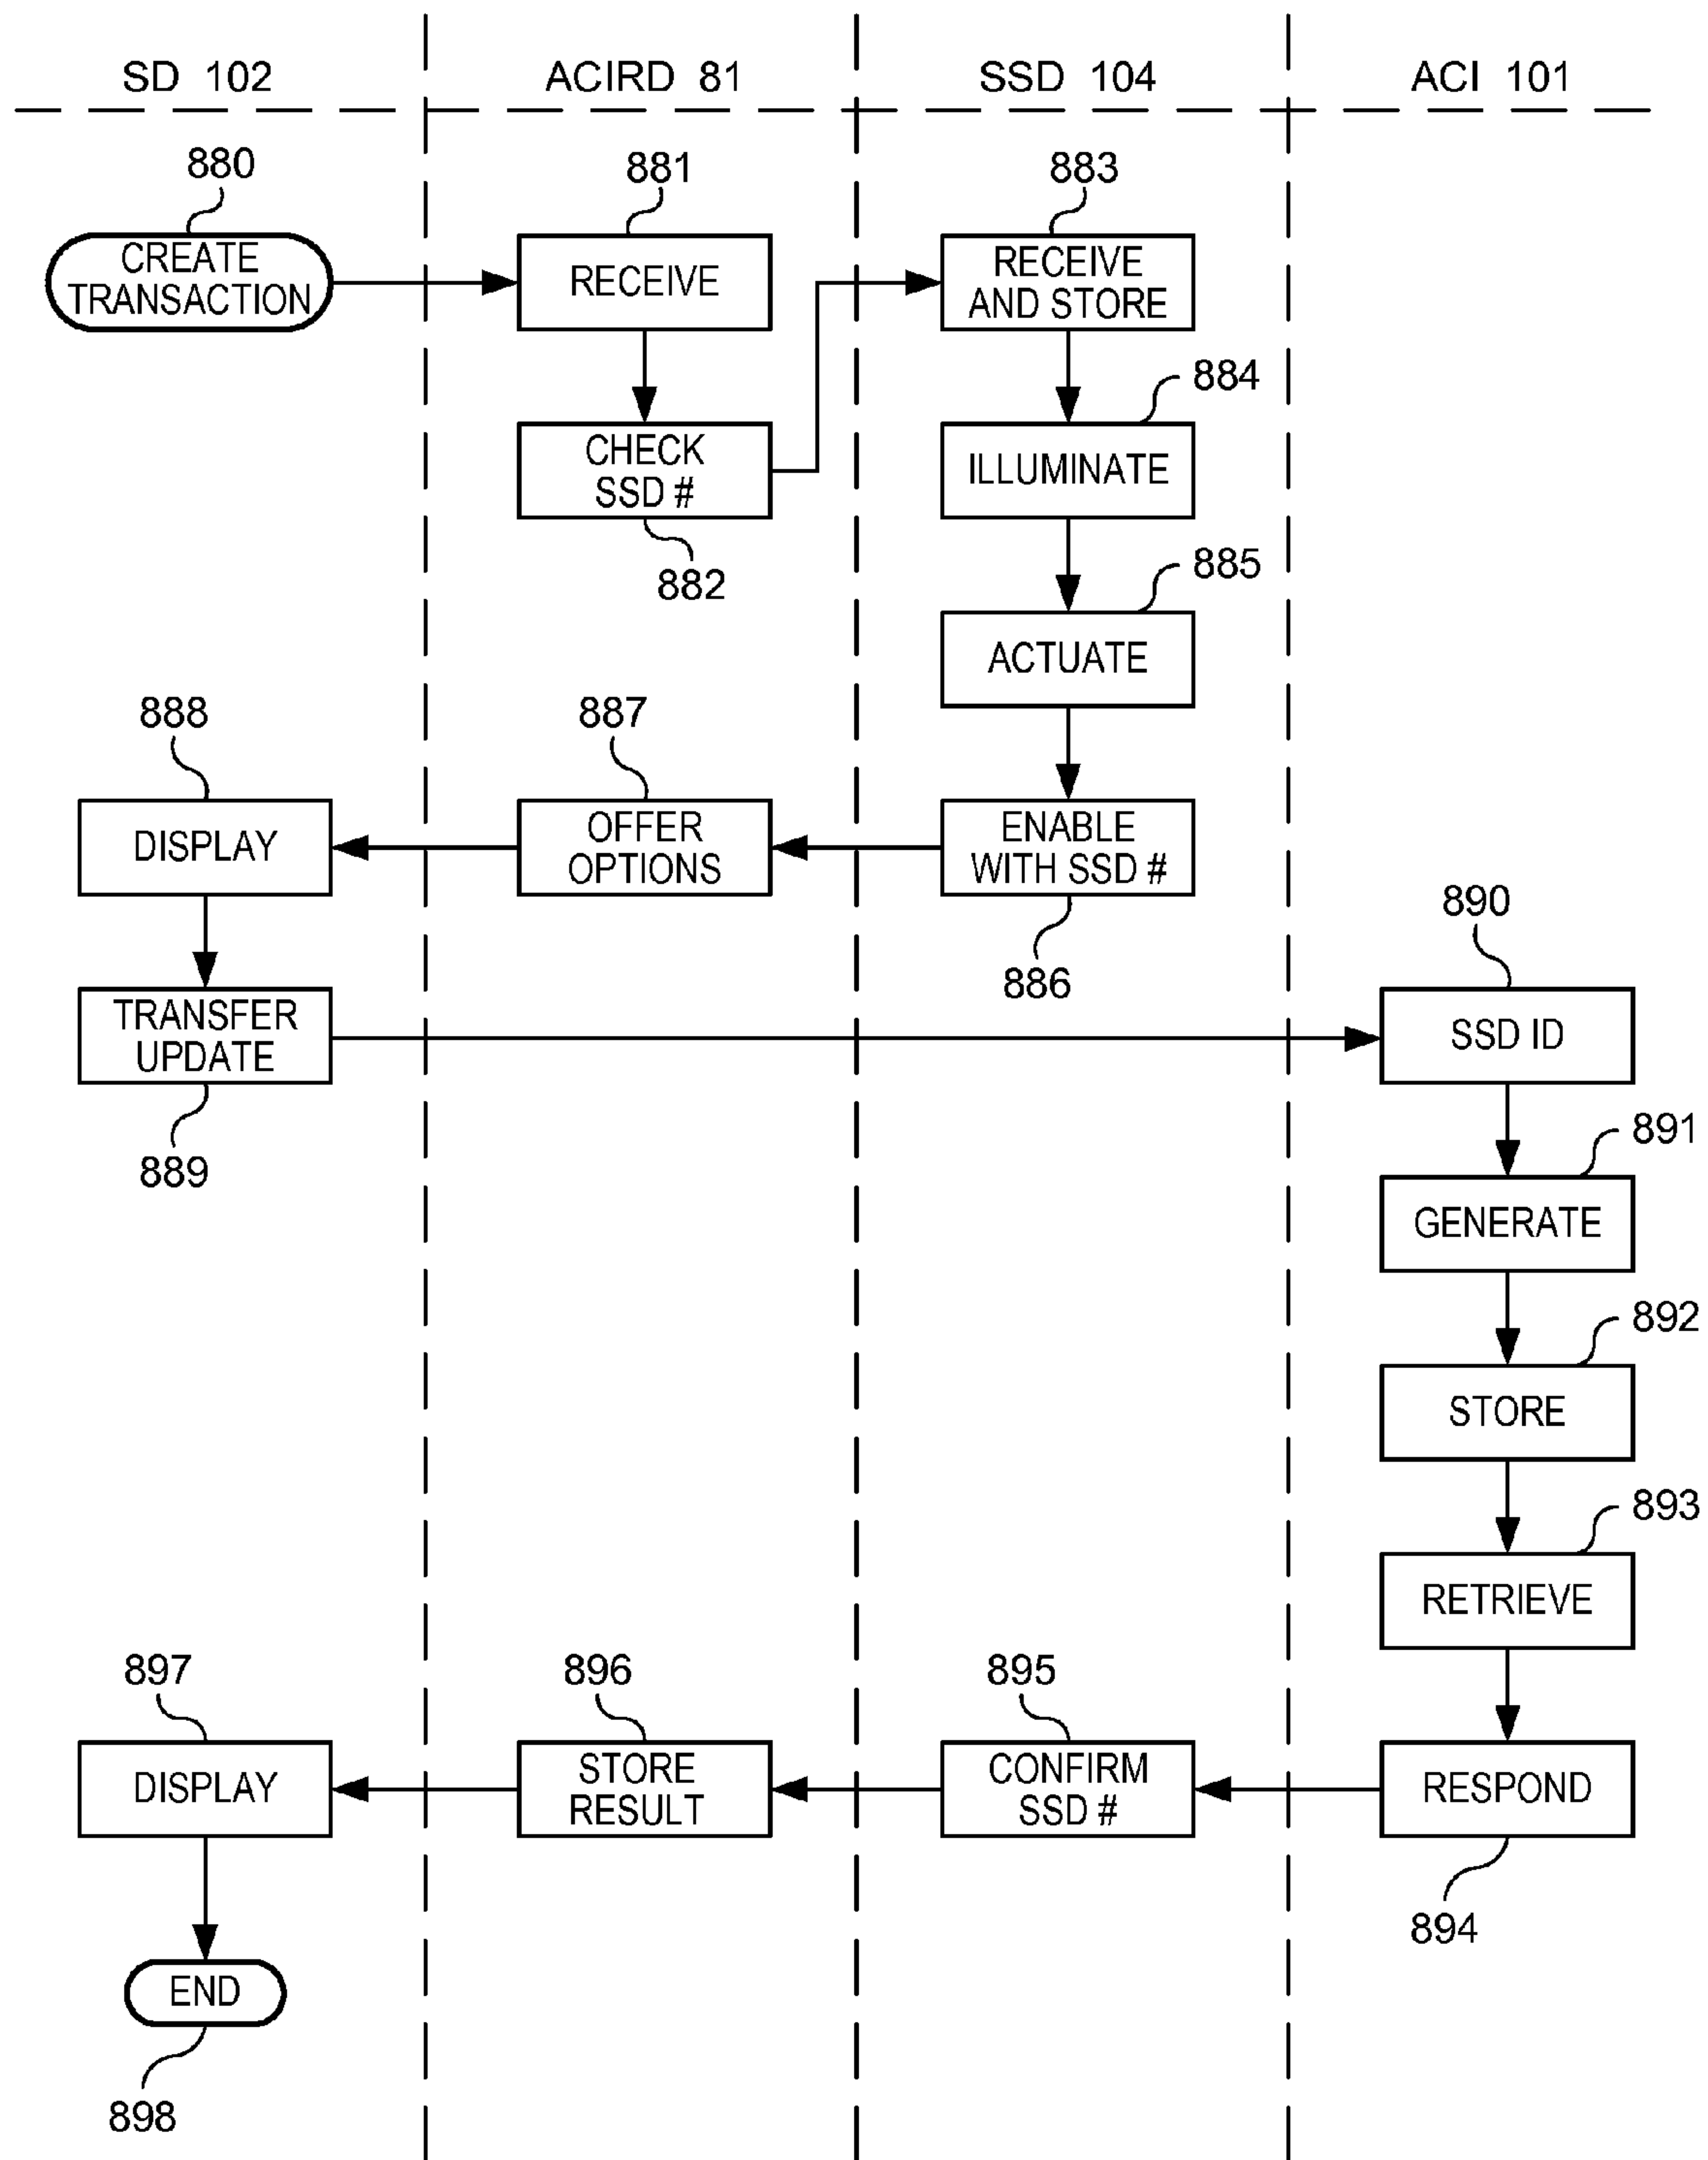 SD 102
ACIRD 81
SSD 104
ACI 101
880
881
883
CREATE
TRANSACTION
RECEIVE
RECEIVE
AND STORE
884
CHECK
SSD #
ILLUMINATE
882
885
ACTUATE
888
887
DISPLAY
OFFER
OPTIONS
ENABLE
WITH SSD #
890
886
TRANSFER
UPDATE
SSD ID
889
891
GENERATE
892
STORE
893
RETRIEVE
897
896
895
DISPLAY
STORE
RESULT
CONFIRM
SSD #
RESPOND
894
END
898